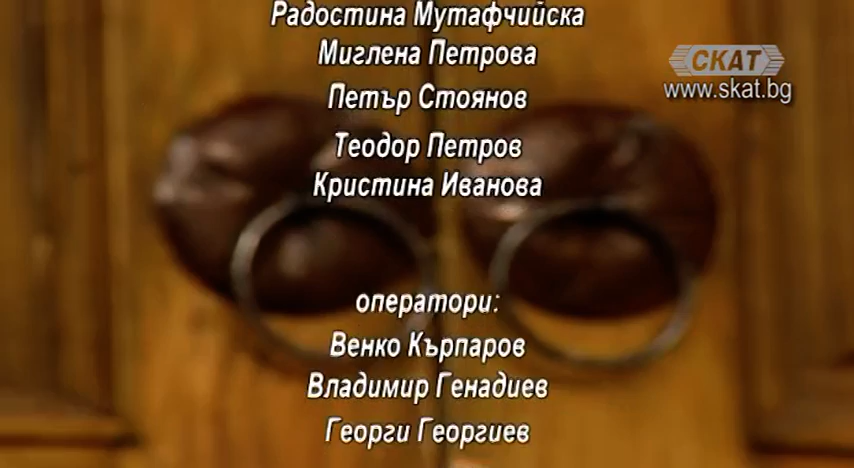 Радостина Мутафчийска
Миглена Петрова
СКАТ
www.skat.bg
Петър Стоянов
Теодор Петров
Кристина Иванова
оператори:
Венко Кърпаров
Владимир Генадиев
Георги Георгиев